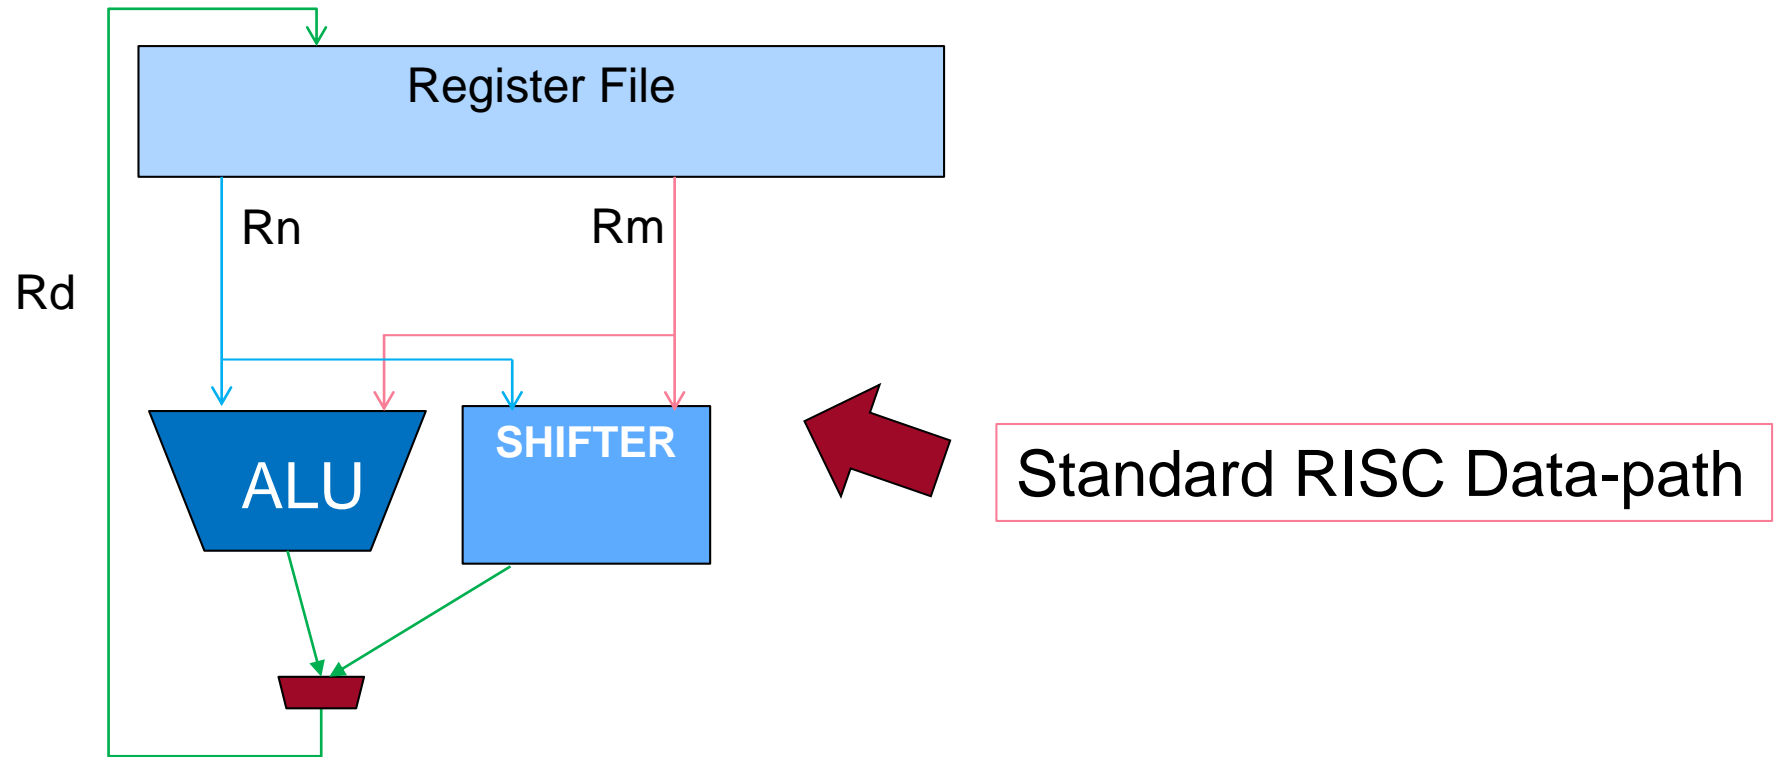 Register File
Rn
Rm
Rd
SHIFTER
ALU
Standard RISC Data-path